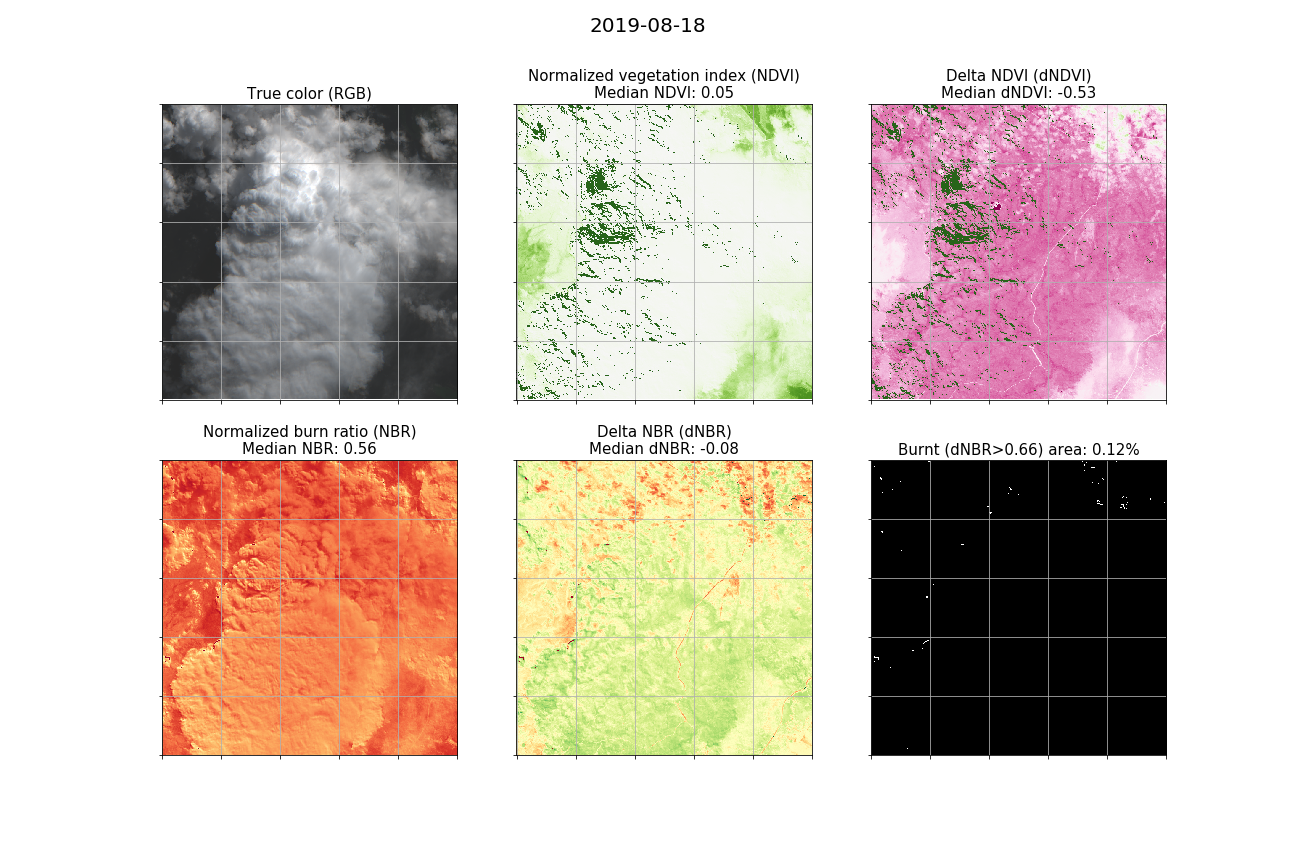 2019-08-18
True color (RGB)
Normalized vegetation index (NDVI)
Median NDVI: 0.05
Delta NDVI (dNDVI)
Median dNDVI: -0.53
Normalized burn ratio (NBR)
Median NBR: 0.56
Delta NBR (dNBR)
Median dNBR: -0.08
Burnt (dNBR>0.66) area: 0.12%